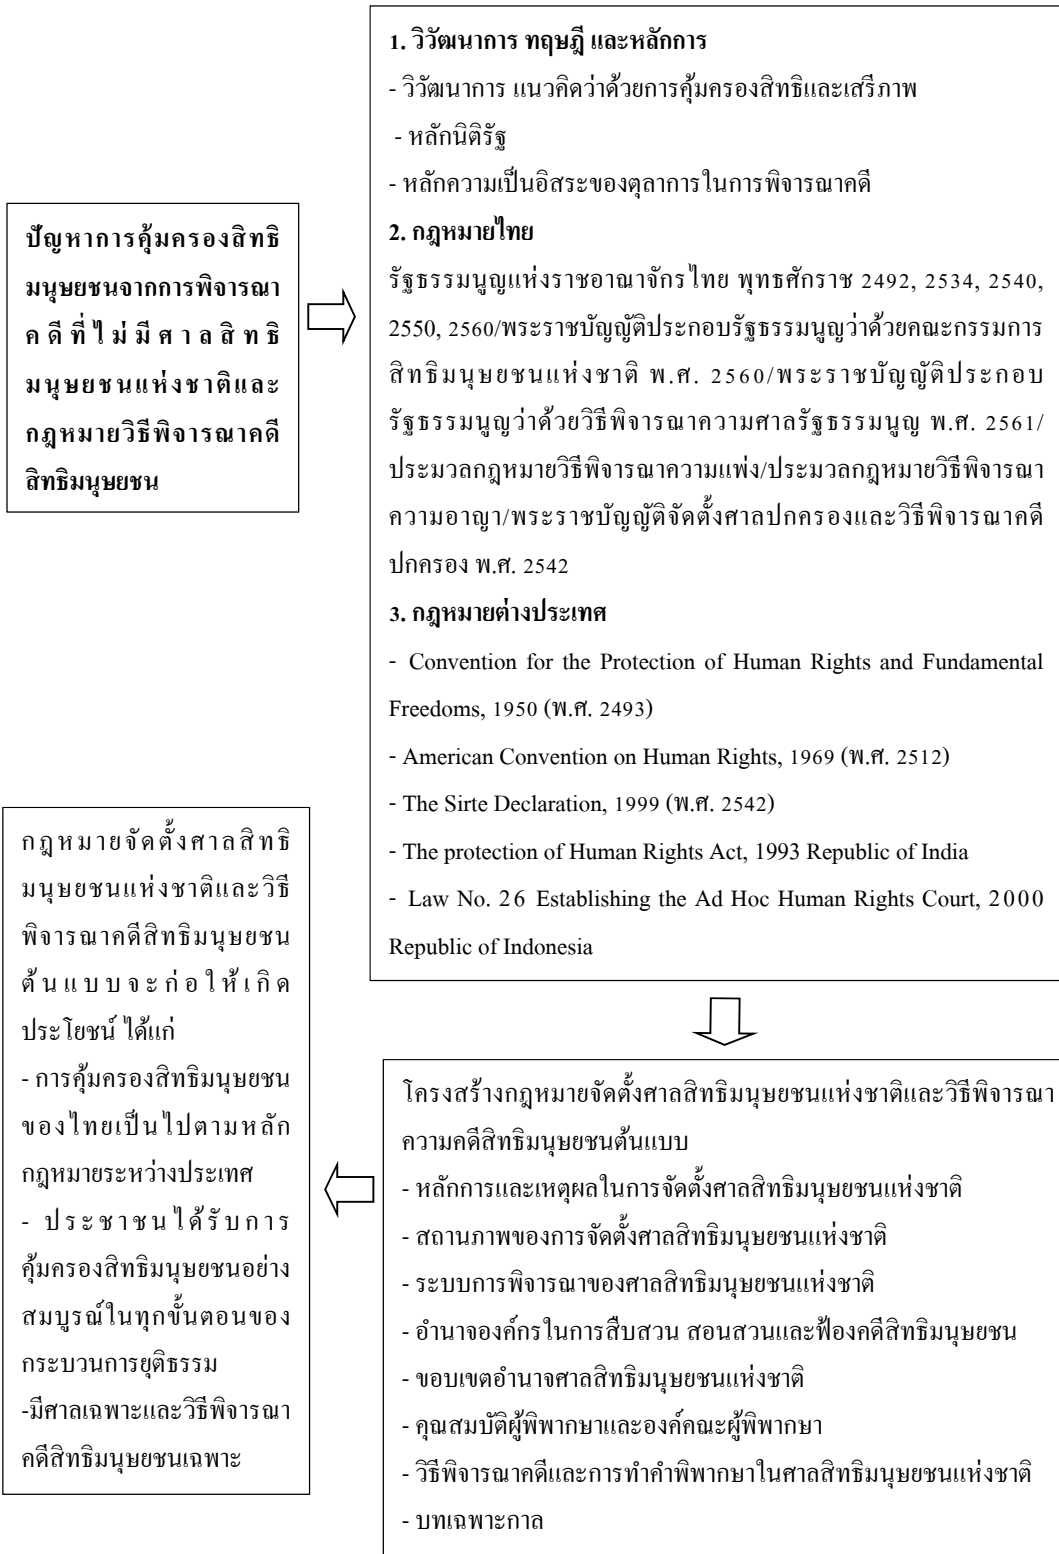 ปัญหาการคุ้มครองสิทธิ
มนุษยชนจากการพิจารณา
คดีที่ไม่มีศาลสิทธิ
มนุษยชนแห่งชาติและ
กฎหมายวิธีพิจารณาคดี
สิทธิมนุษยชน
1. วิวัฒนาการ ทฤษฎี และหลักการ
- วิวัฒนาการ แนวคิดว่าด้วยการคุ้มครองสิทธิและเสรีภาพ
- หลักนิติรัฐ
- หลักความเป็นอิสระของตุลาการในการพิจารณาคดี
2. กฎหมายไทย
รัฐธรรมนูญแห่งราชอาณาจักรไทย พุทธศักราช 2492, 2534, 2540,
2550, 2560/พระราชบัญญัติประกอบรัฐธรรมนูญว่าด้วยคณะกรรมการ
สิทธิมนุษยชนแห่งชาติ พ.ศ. 2560/พระราชบัญญัติประกอบ
รัฐธรรมนูญว่าด้วยวิธีพิจารณาความศาลรัฐธรรมนูญ พ.ศ. 2561/
ประมวลกฎหมายวิธีพิจารณาความแพ่ง/ประมวลกฎหมายวิธีพิจารณา
ความอาญา/พระราชบัญญัติจัดตั้งศาลปกครองและวิธีพิจารณาคดี
ปกครอง พ.ศ. 2542
3. กฎหมายต่างประเทศ
- Convention for the Protection of Human Rights and Fundamental
Freedoms, 1950 (พ.ศ. 2493)
- American Convention on Human Rights, 1969 (พ.ศ. 2512)
- The Sirte Declaration, 1999 (พ.ศ. 2542)
- The protection of Human Rights Act, 1993 Republic of India
- Law No. 26 Establishing the Ad Hoc Human Rights Court, 2000
Republic of Indonesia
โครงสร้างกฎหมายจัดตั้งศาลสิทธิมนุษยชนแห่งชาติและวิธีพิจารณา
ความคดีสิทธิมนุษยชนต้นแบบ
- หลักการและเหตุผลในการจัดตั้งศาลสิทธิมนุษยชนแห่งชาติ
- สถานภาพของการจัดตั้งศาลสิทธิมนุษยชนแห่งชาติ
- ระบบการพิจารณาของศาลสิทธิมนุษยชนแห่งชาติ
- อำนาจองค์กรในการสืบสวน สอนสวนและฟ้องคดีสิทธิมนุษยชน
- ขอบเขตอำนาจศาลสิทธิมนุษยชนแห่งชาติ
- คุณสมบัติผู้พิพากษาและองค์คณะผู้พิพากษา
- วิธีพิจารณาคดีและการทำคำพิพากษาในศาลสิทธิมนุษยชนแห่งชาติ
- บทเฉพาะกาล
กฎหมายจัดตั้งศาลสิทธิ
มนุษยชนแห่งชาติและวิธี
พิจารณาคดีสิทธิมนุษยชน
ต้นแบบจะก่อให้เกิด
ประโยชน์ ได้แก่
- การคุ้มครองสิทธิมนุษยชน
ของไทยเป็นไปตามหลัก
กฎหมายระหว่างประเทศ
- ประชาชนได้รับการ
คุ้มครองสิทธิมนุษยชนอย่าง
สมบูรณ์ในทุกขั้นตอนของ
กระบวนการยุติธรรม
-มีศาลเฉพาะและวิธีพิจารณา
คดีสิทธิมนุษยชนเฉพาะ